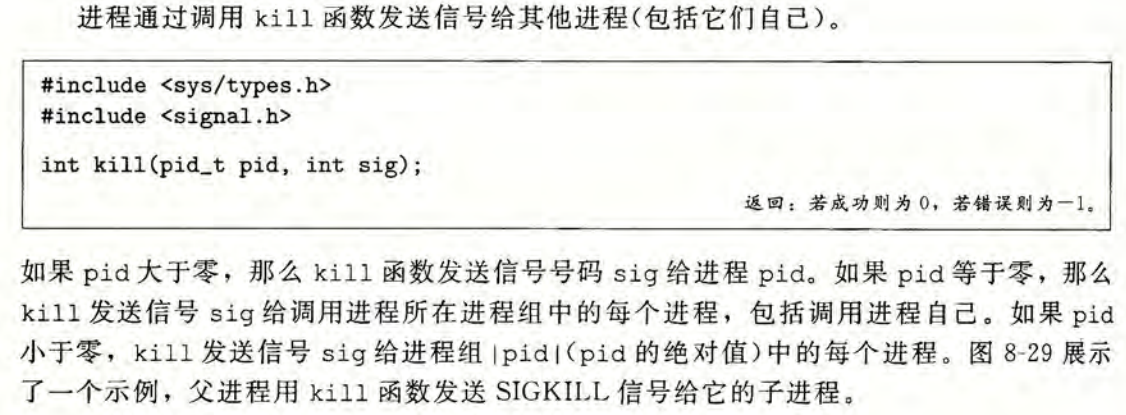 进程通过调用 kill 函数发送信号给其他进程(包括它们自己)。
#include <sys/types.h>
#include <signal.h>
int kill(pid_t pid, int sig);
返回：若成功则为 0，若错误则为-1。
如果 pid 大于零，那么 kill 函数发送信号号码 sig 给进程 pid。如果 pid 等于零，那么
kill 发送信号 sig 给调用进程所在进程组中的每个进程，包括调用进程自己。如果 pid
小于零，kill 发送信号 sig 给进程组|pid|(pid 的绝对值)中的每个进程。图 8-29 展示
了一个示例，父进程用 kill 函数发送 SIGKILL 信号给它的子进程。